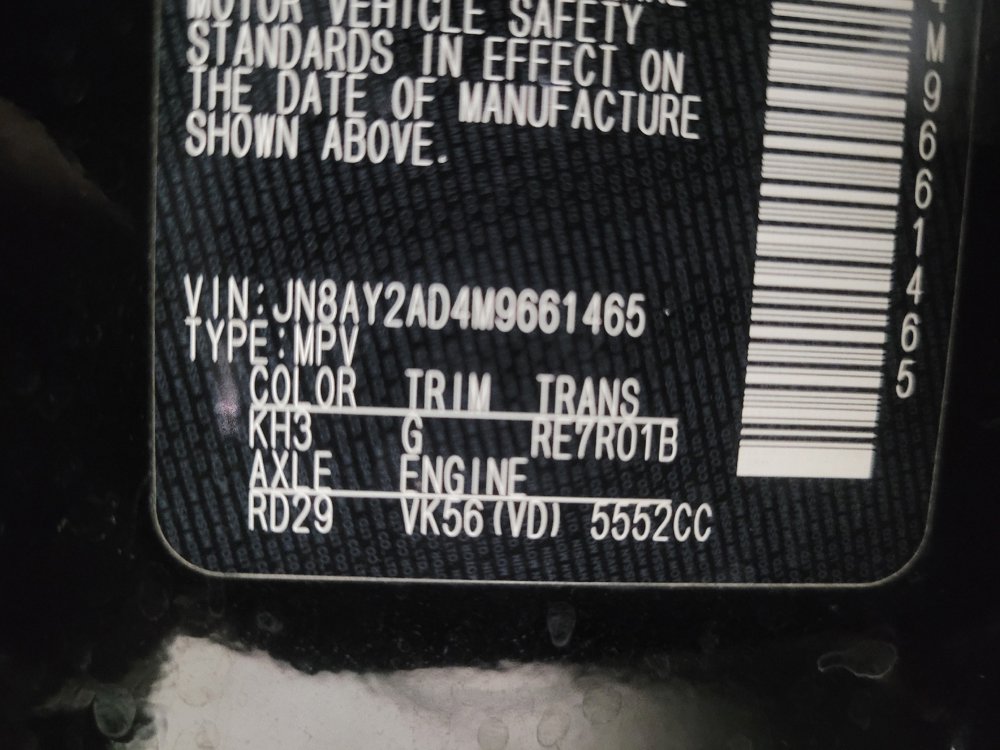 MOTOR VEHICLE SAFETY
STANDARDS IN EFFECT ON
THE DATE OF MANUFACTURE
SHOWN ABOVE.
VIN:JN8AY2AD4M9661465
TYPE:MPV
COLOR TRIM TRANS
KH3 G RE7R01B
AXLE ENGINE
RD29 VK56(VD) 5552CC
4M9661465